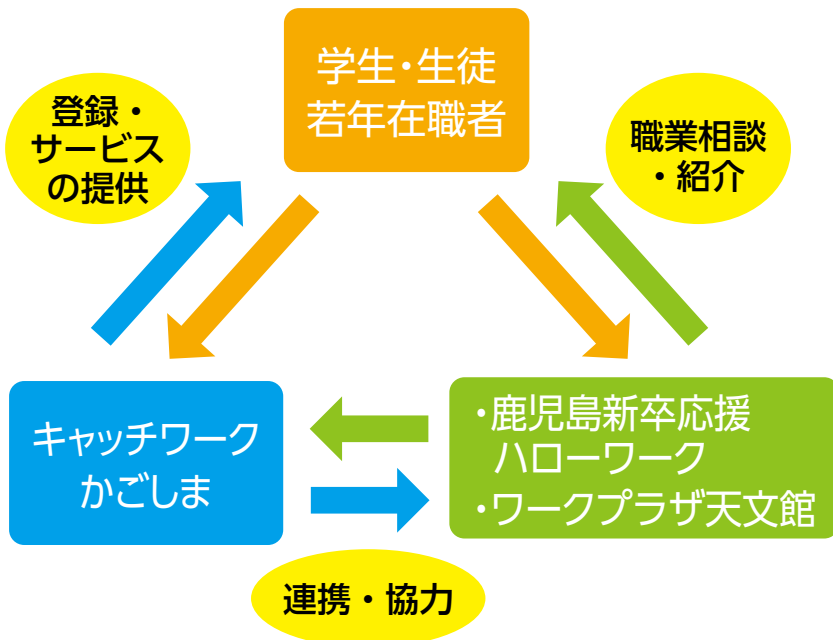 学生・生徒
若年在職者
登録・
サービス
の提供
職業相談
・紹介
キャッチワーク
かごしま
・鹿児島新卒応援
ハローワーク
・ワークプラザ天文館
連携・協力